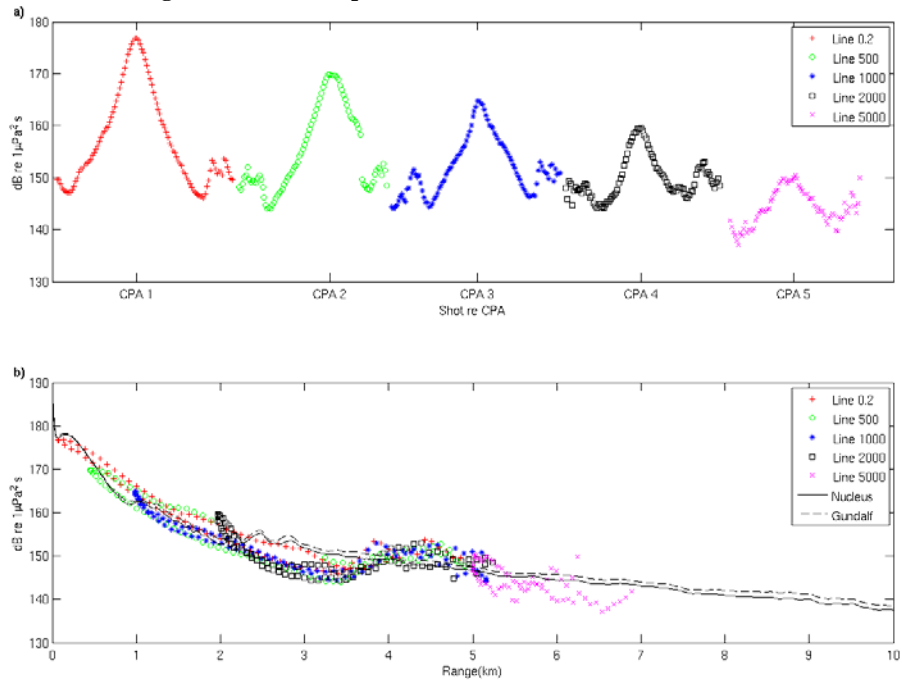 a)
180
170
160
150
140
130
dB re 1µPa² s
CPA 1
CPA 2
CPA 3
CPA 4
CPA 5
Shot re CPA
Line 0.2
Line 500
Line 1000
Line 2000
Line 5000
b)
190
180
170
160
150
140
130
dB re 1µPa² s
0
1
2
3
4
5
6
7
8
9
10
Range(km)
Line 0.2
Line 500
Line 1000
Line 2000
Line 5000
Nucleus
Gundalf